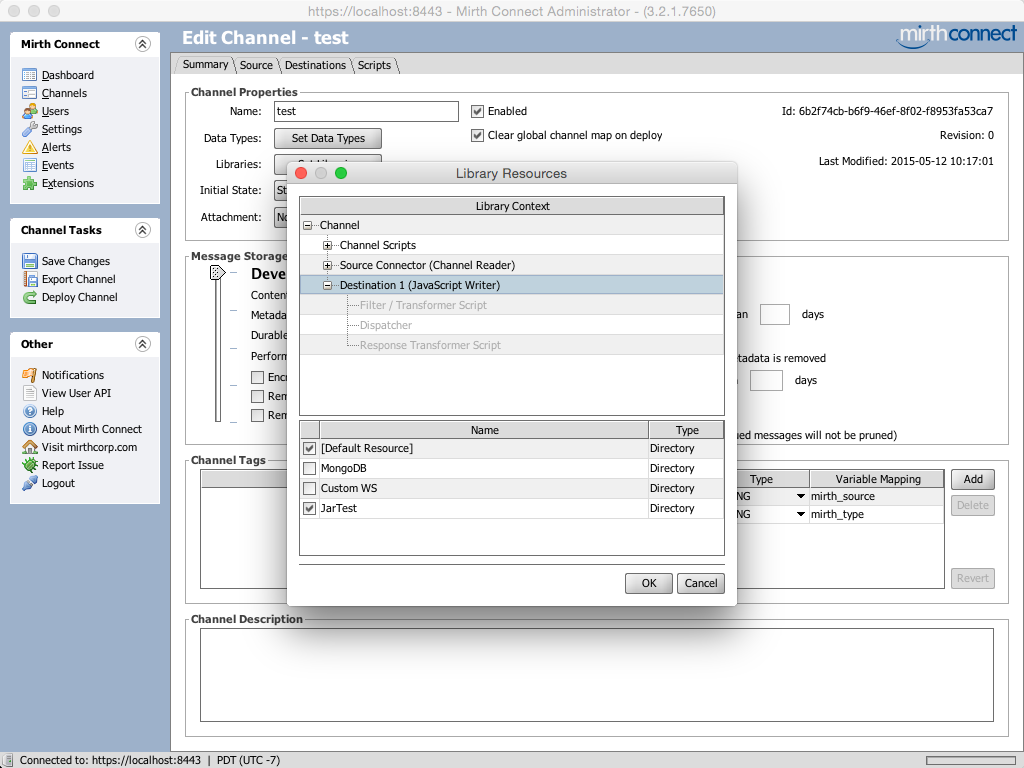 https://localhost:8443 - Mirth Connect Administrator - (3.2.1.7650)
Mirth Connect
Dashboard
Channels
Users
Settings
Alerts
Events
Extensions
Channel Tasks
Save Changes
Export Channel
Deploy Channel
Other
Notifications
View User API
Help
About Mirth Connect
Visit mirthcorp.com
Report Issue
Logout
Edit Channel - test
mirthconnect
Summary Source Destinations Scripts
Channel Properties
Name: test Enabled Id: 6b2f74cb-b6f9-46ef-8f02-f8953fa53ca7
Data Types: Set Data Types Clear global channel map on deploy Revision: 0
Libraries: Last Modified: 2015-05-12 10:17:01
Initial State: St
Attachment: No
Message Storage
Deve
Content
Metada
Durable
Perform
Encr
Rem
Rem
an days
etadata is removed
days
ued messages will not be pruned)
Channel Tags
Type Variable Mapping
NG mirth_source
NG mirth_type
Add
Delete
Revert
Channel Description
Library Resources
Library Context
Channel
Channel Scripts
Source Connector (Channel Reader)
Destination 1 (JavaScript Writer)
Filter / Transformer Script
Dispatcher
Response Transformer Script
Name Type
[Default Resource] Directory
MongoDB Directory
Custom WS Directory
JarTest Directory
OK Cancel
Connected to: https://localhost:8443 | PDT (UTC -7)